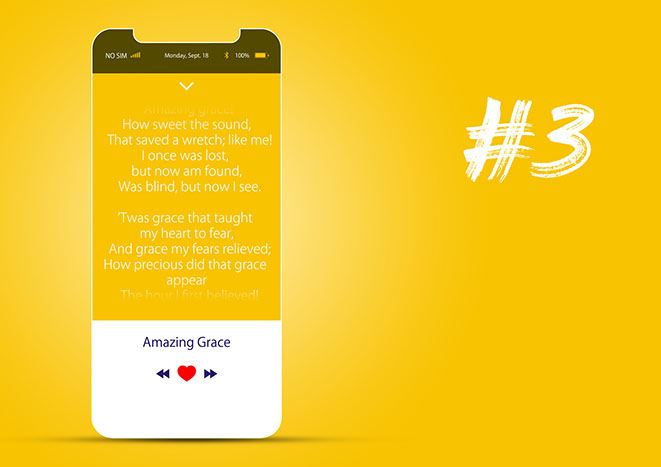 NO SIM
Monday, Sept. 18
100%
#3
Amazing grace!
How sweet the sound,
That saved a wretch; like me!
I once was lost,
but now am found,
Was blind, but now I see.
'Twas grace that taught
my heart to fear,
And grace my fears relieved;
How precious did that grace
appear
The hour I first believed!
Amazing Grace